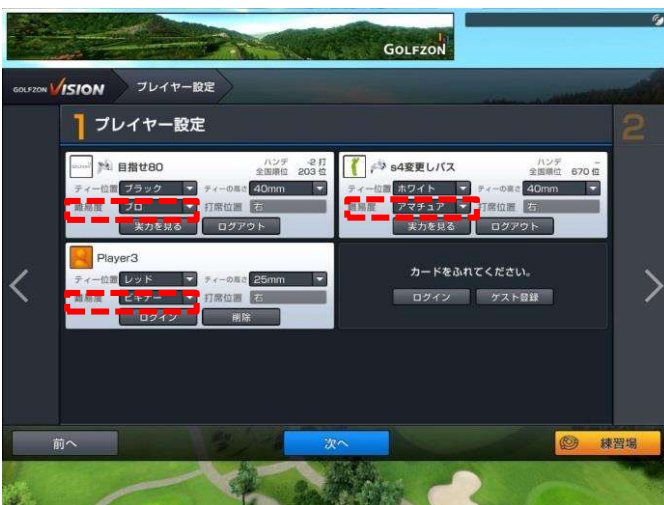 GOLFZON
GOLFZON VISION プレイヤー設定
1 プレイヤー設定
2
目指せ80
ハンデ -2打
全国順位 203位
ティー位置 ブラック ティーの高さ 40mm
難易度 プロ 打席位置 右
実力を見る ログアウト
s4変更しパス
ハンデ -
全国順位 670位
ティー位置 ホワイト ティーの高さ 40mm
難易度 アマチュア 打席位置 右
実力を見る ログアウト
Player3
ティー位置 レッド ティーの高さ 25mm
難易度 ビギナー 打席位置 右
ログイン 削除
カードをふれてください。
ログイン ゲスト登録
前へ 次へ 練習場